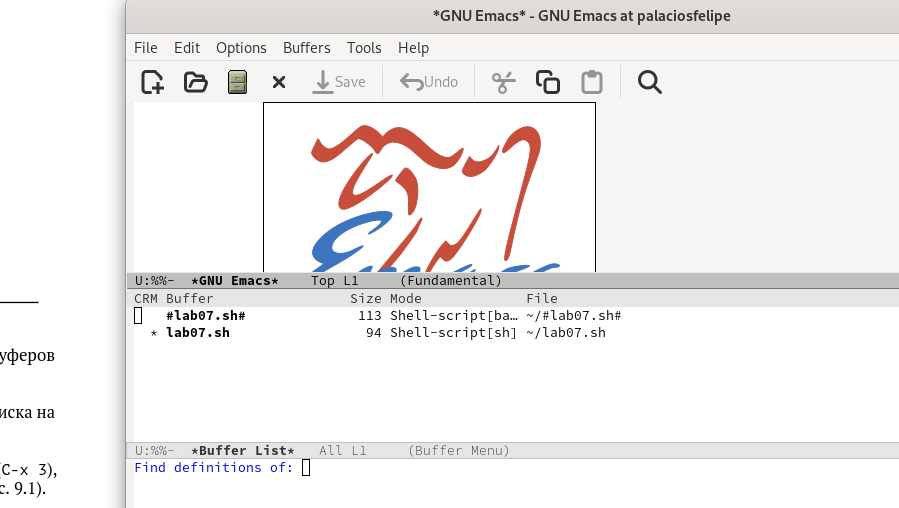 *GNU Emacs* - GNU Emacs at palaciosfelipe
File Edit Options Buffers Tools Help
Save Undo
U:%%- *GNU Emacs* Top L1 (Fundamental)
CRM Buffer Size Mode File
#lab07.sh# 113 Shell-script[ba… ~/#lab07.sh#
* lab07.sh 94 Shell-script[sh] ~/lab07.sh
U:%%- *Buffer List* All L1 (Buffer Menu)
Find definitions of:
уферов
иска на
(C-x 3),
с. 9.1).